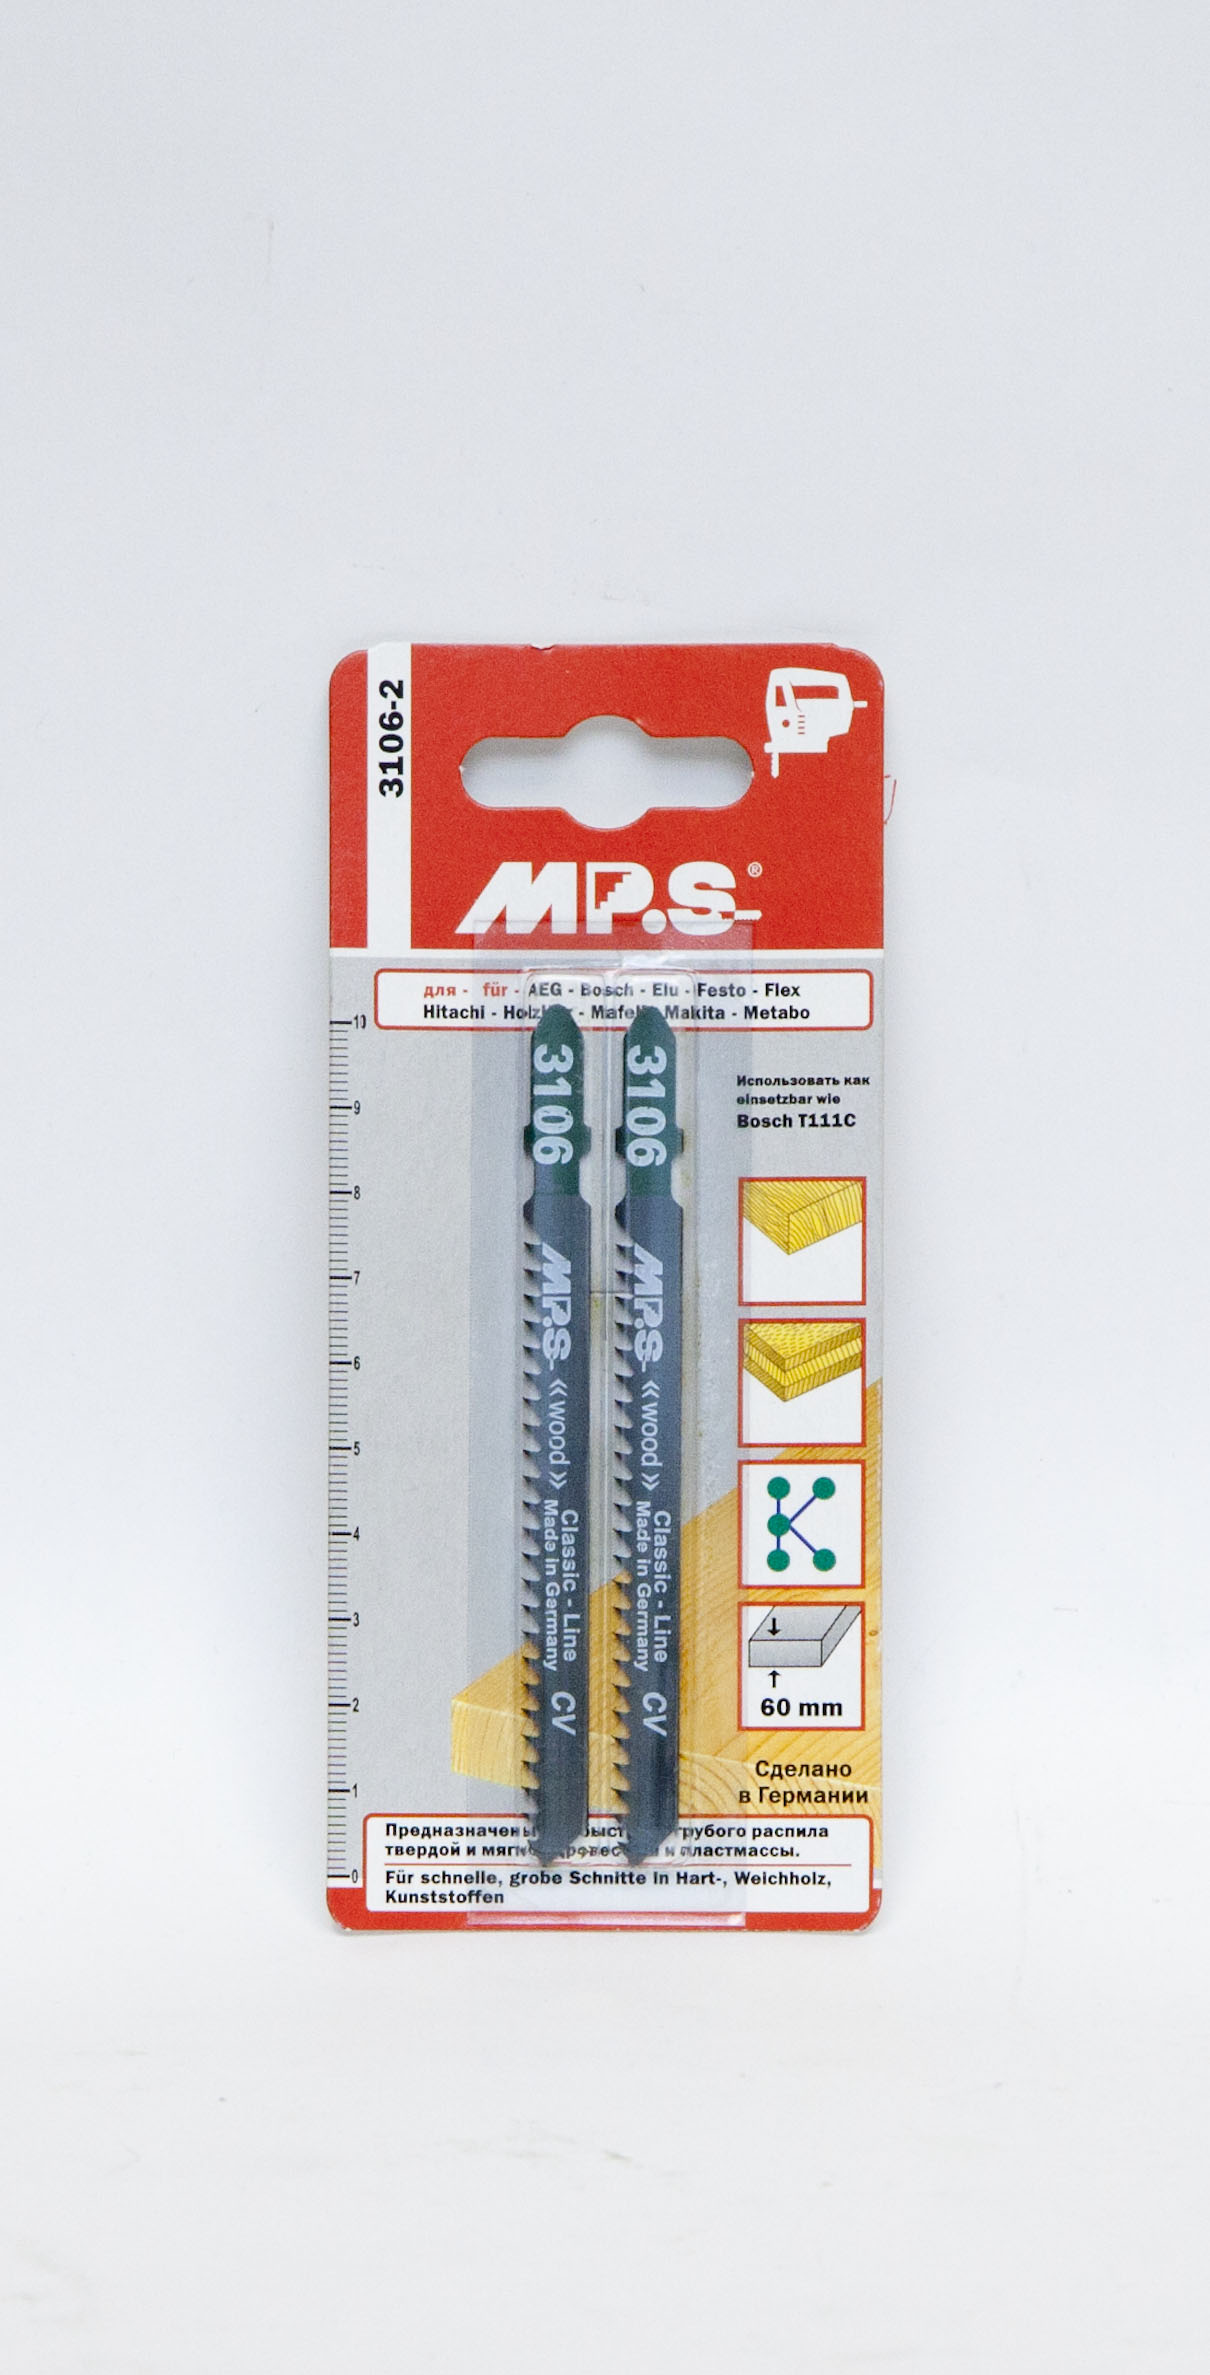 3106-2
MP.S®
для - für - AEG - Bosch - Elu - Festo - Flex
Hitachi - - Makita - Metabo
10
9
8
7
6
5
4
3
2
1
0
3106
MP.S «wood» Classic - Line
Made in Germany CV
3106
MP.S «wood» Classic - Line
Made in Germany CV
Использовать как
einsetzbar wie
Bosch T111C
60 mm
Сделано
в Германии
грубого распила
твердой и и пластмассы.
Für schnelle, grobe Schnitte in Hart-, Weichholz,
Kunststoffen